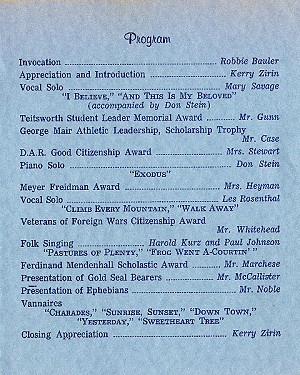 Program
Invocation ........ Robbie Bauler
Appreciation and Introduction ........ Kerry Zirin
Vocal Solo ........ Mary Savage
"I Believe," "And This Is My Beloved"
(accompanied by Don Stein)
Teitsworth Student Leader Memorial Award ........ Mr. Gunn
George Mair Athletic Leadership, Scholarship Trophy
Mr. Case
D.A.R. Good Citizenship Award ........ Mrs. Stewart
Piano Solo ........ Don Stein
"Exodus"
Meyer Freidman Award ........ Mrs. Heyman
Vocal Solo ........ Les Rosenthal
"Climb Every Mountain," "Walk Away"
Veterans of Foreign Wars Citizenship Award
Mr. Whitehead
Folk Singing ........ Harold Kurz and Paul Johnson
"Pastures of Plenty," "Frog Went A-Courtin' "
Ferdinand Mendenhall Scholastic Award ........ Mr. Marchese
Presentation of Gold Seal Bearers ........ Mr. McCallister
Presentation of Ephebians ........ Mr. Noble
Vannaires
"Charades," "Sunrise, Sunset," "Down Town,"
"Yesterday," "Sweetheart Tree"
Closing Appreciation ........ Kerry Zirin